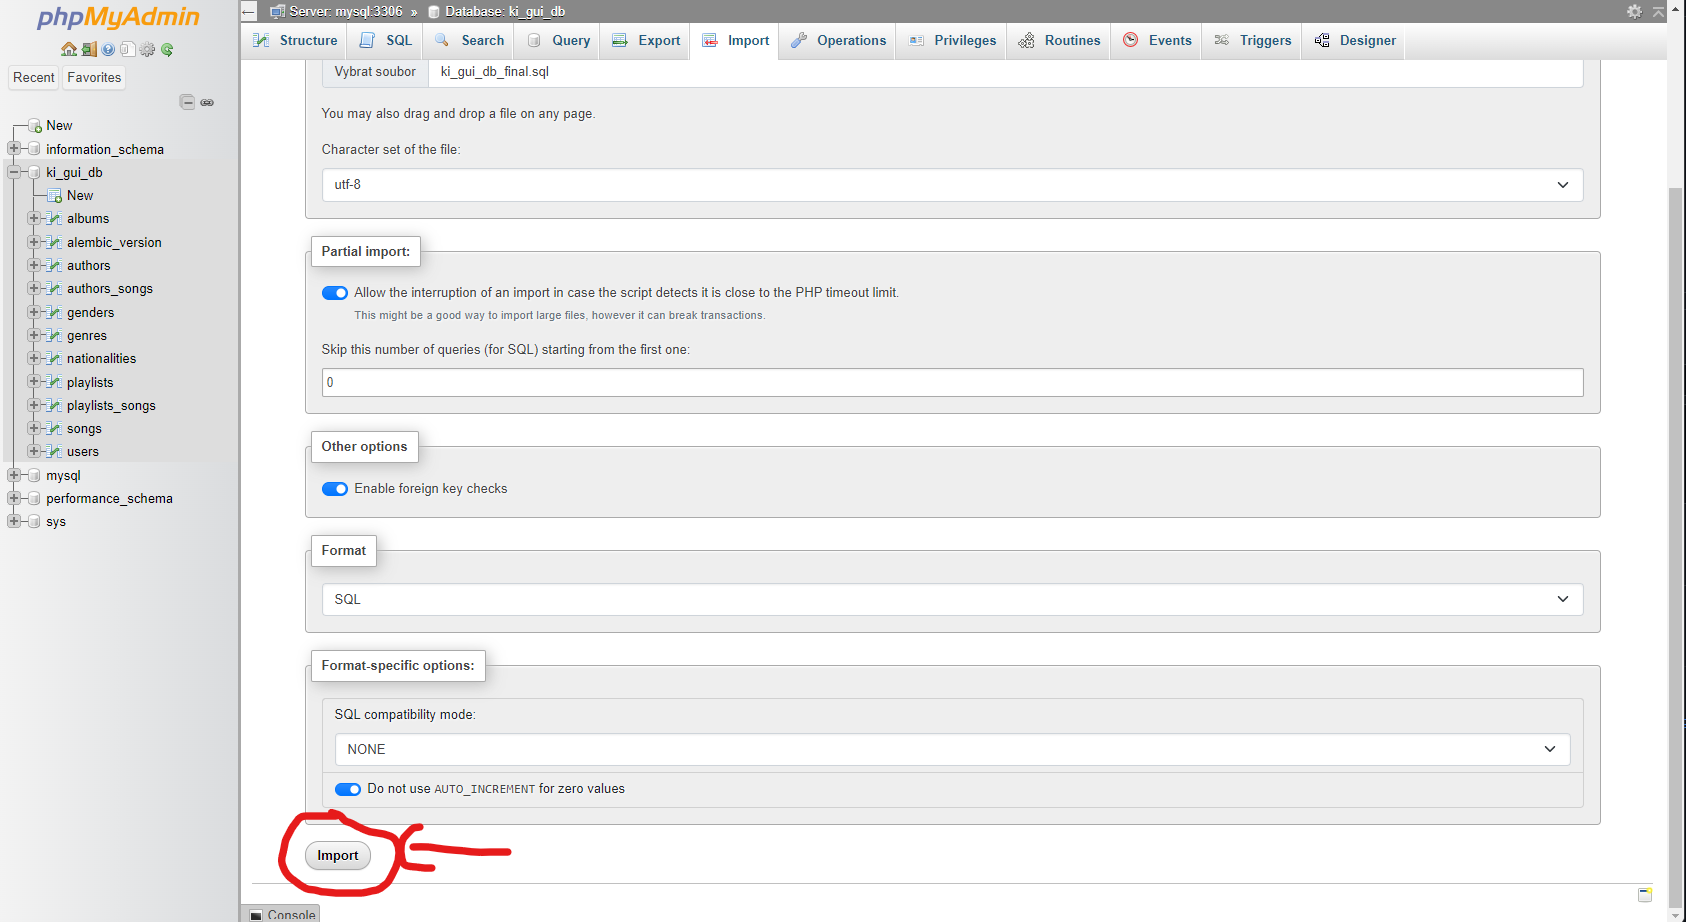 phpMyAdmin
Recent Favorites
New
information_schema
ki_gui_db
New
albums
alembic_version
authors
authors_songs
genders
genres
nationalities
playlists
playlists_songs
songs
users
mysql
performance_schema
sys
Server: mysql:3306 » Database: ki_gui_db
Structure SQL Search Query Export Import Operations Privileges Routines Events Triggers Designer
Vybrat soubor ki_gui_db_final.sql
You may also drag and drop a file on any page.
Character set of the file:
utf-8
Partial import:
Allow the interruption of an import in case the script detects it is close to the PHP timeout limit.
This might be a good way to import large files, however it can break transactions.
Skip this number of queries (for SQL) starting from the first one:
0
Other options
Enable foreign key checks
Format
SQL
Format-specific options:
SQL compatibility mode:
NONE
Do not use AUTO_INCREMENT for zero values
Import
Console